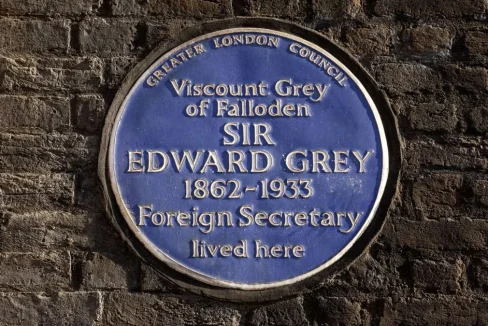 GREATER LONDON COUNCIL
Viscount Grey
of Falloden
SIR
EDWARD GREY
1862-1933
Foreign Secretary
lived here